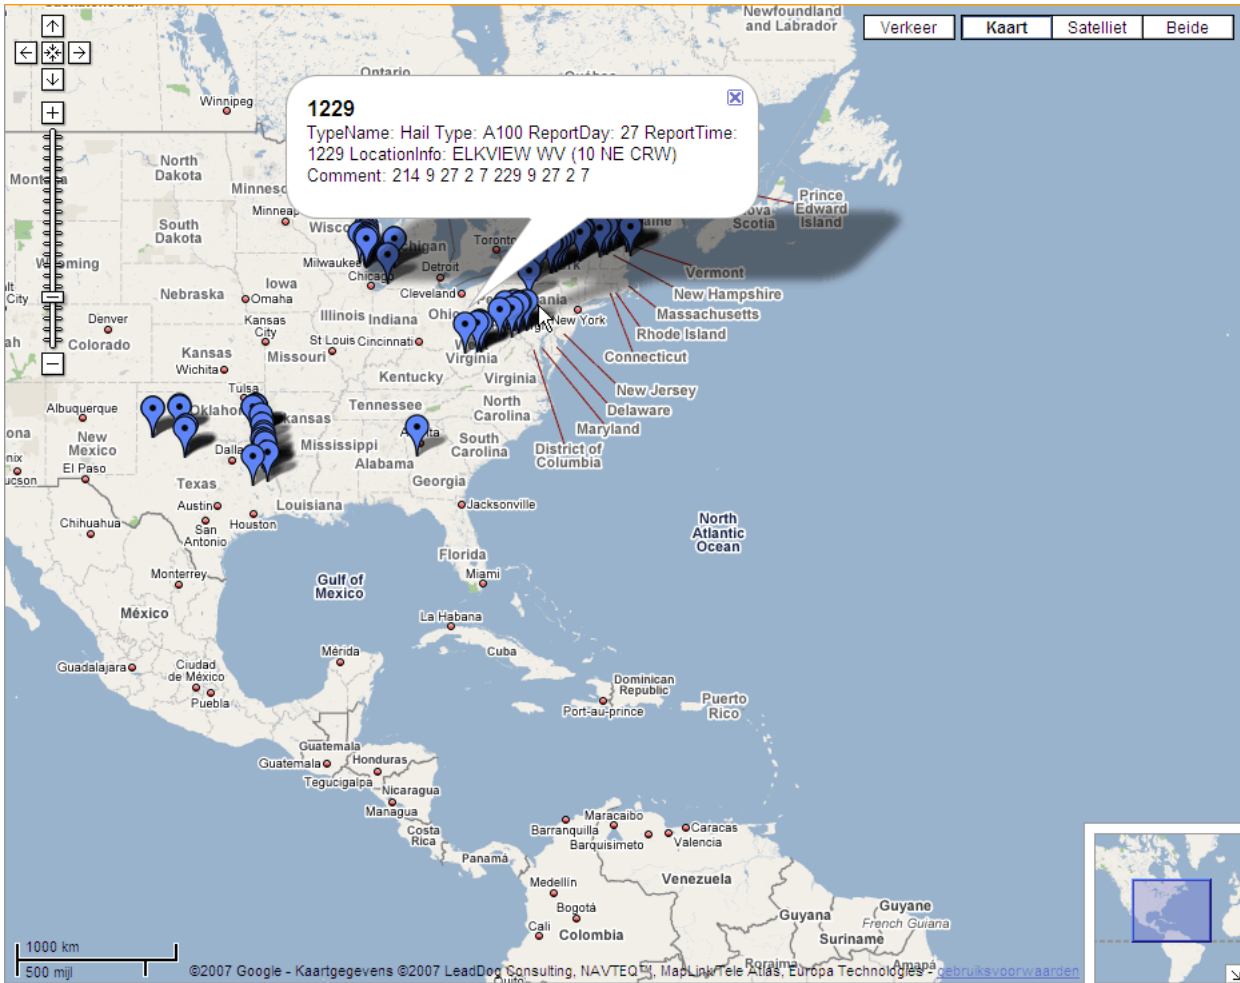 Newfoundland
and Labrador
Verkeer
Kaart
Satelliet
Beide
Ontario
Winnipeg
1229
TypeName: Hail Type: A100 ReportDay: 27 ReportTime:
1229 LocationInfo: ELKVIEW WV (10 NE CRW)
Comment: 214 9 27 2 7 229 9 27 2 7
North
Dakota
Prince
Edward
Island
Scotia
South
Dakota
Toronto
Milwaukee
Detroit
Vermont
Chicago
Nebraska
Iowa
Omaha
Cleveland
New Hampshire
Massachusetts
Illinois
Indiana
New York
Rhode Island
Denver
Colorado
Kansas
City
St Louis
Cincinnati
Connecticut
Kansas
Missouri
Virginia
Wichita
Kentucky
Virginia
New Jersey
Tulsa
Tennessee
North
Carolina
Delaware
Albuquerque
Maryland
New
Mexico
Mississippi
South
Carolina
District of
Columbia
El Paso
Alabama
Georgia
Texas
Austin
Louisiana
Jacksonville
San
Antonio
Houston
Chihuahua
North
Atlantic
Ocean
Florida
Monterrey
Miami
Gulf of
Mexico
México
La Habana
Mérida
Cuba
Guadalajara
Ciudad
de México
Puebla
Dominican
Republic
Puerto
Rico
Port-au-prince
Guatemala
Guatemala
Honduras
Tegucigalpa
Nicaragua
Managua
Costa
Rica
Maracaibo
Barranquilla
Caracas
Barquisimeto
Valencia
Panamá
Medellín
Venezuela
Bogotá
Guyane
Guyana
French Guiana
Cali
Colombia
Suriname
Roraima
Amapá
1000 km
500 mijl
©2007 Google - Kaartgegevens ©2007 LeadDog Consulting, NAVTEQ™, MapLink/Tele Atlas, Europa Technologies - gebruiksvoorwaarden